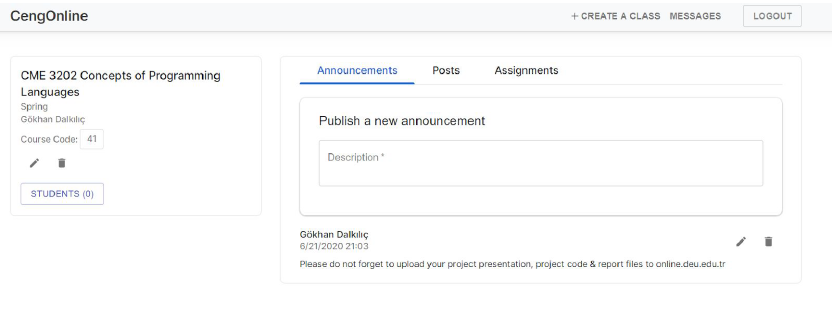 CengOnline
+ CREATE A CLASS MESSAGES LOGOUT
CME 3202 Concepts of Programming
Languages
Spring
Gökhan Dalkılıç
Course Code: 41
STUDENTS (0)
Announcements Posts Assignments
Publish a new announcement
Description *
Gökhan Dalkılıç
6/21/2020 21:03
Please do not forget to upload your project presentation, project code & report files to online.deu.edu.tr